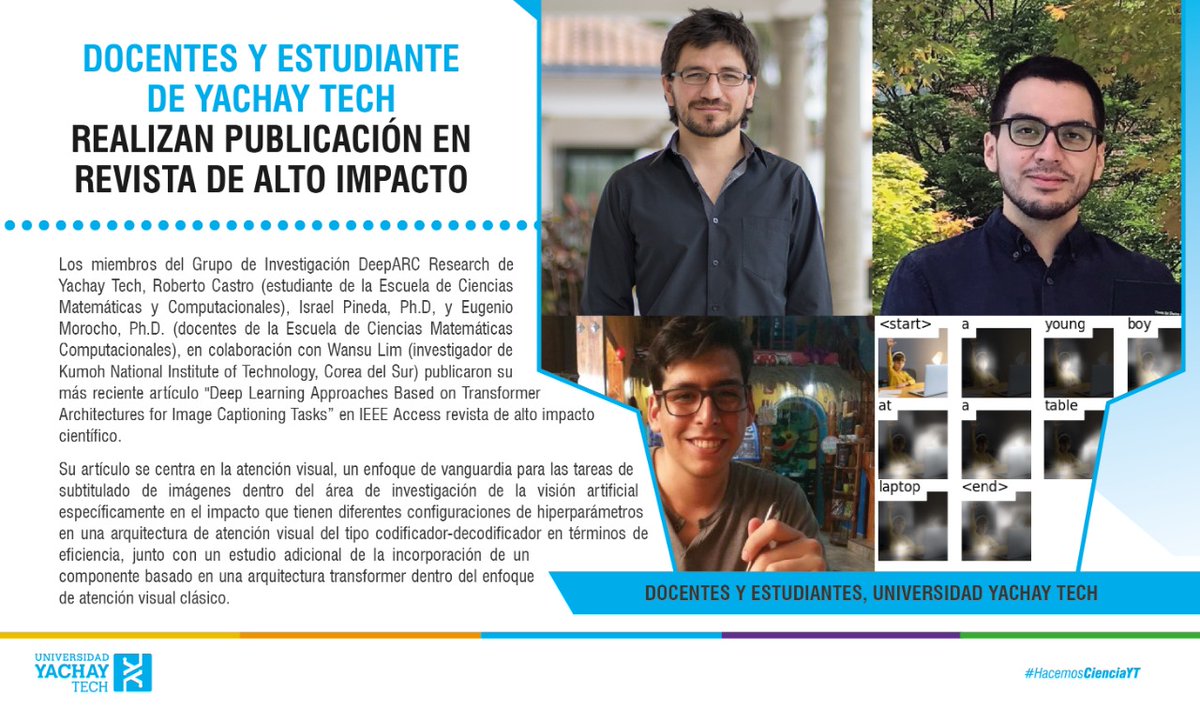 DOCENTES Y ESTUDIANTE
DE YACHAY TECH
REALIZAN PUBLICACIÓN EN
REVISTA DE ALTO IMPACTO
Los miembros del Grupo de Investigación DeepARC Research de
Yachay Tech, Roberto Castro (estudiante de la Escuela de Ciencias
Matemáticas y Computacionales), Israel Pineda, Ph.D, y Eugenio
Morocho, Ph.D. (docentes de la Escuela de Ciencias Matemáticas
Computacionales), en colaboración con Wansu Lim (investigador de
Kumoh National Institute of Technology, Corea del Sur) publicaron su
más reciente artículo "Deep Learning Approaches Based on Transformer
Architectures for Image Captioning Tasks” en IEEE Access revista de alto impacto
científico.
Su artículo se centra en la atención visual, un enfoque de vanguardia para las tareas de
subtitulado de imágenes dentro del área de investigación de la visión artificial
específicamente en el impacto que tienen diferentes configuraciones de hiperparámetros
en una arquitectura de atención visual del tipo codificador-decodificador en términos de
eficiencia, junto con un estudio adicional de la incorporación de un
componente basado en una arquitectura transformer dentro del enfoque
de atención visual clásico.
<start> a young boy
at a table
laptop <end>
DOCENTES Y ESTUDIANTES, UNIVERSIDAD YACHAY TECH
UNIVERSIDAD
YACHAY
TECH
#HacemosCienciaYT